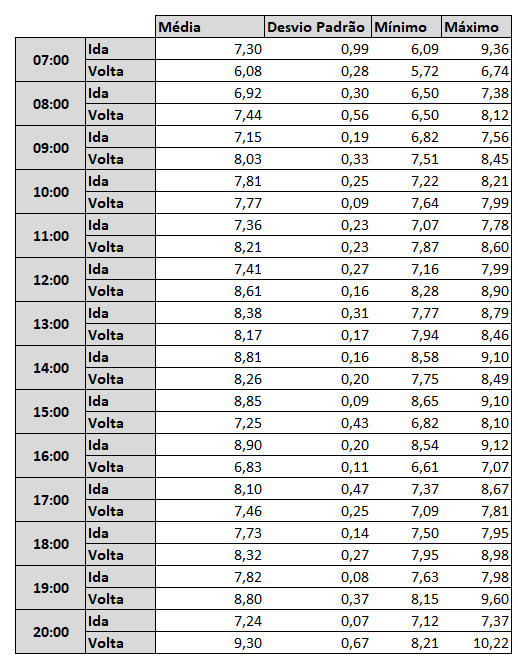 Média Desvio Padrão Mínimo Máximo
07:00 Ida 7,30 0,99 6,09 9,36
Volta 6,08 0,28 5,72 6,74
08:00 Ida 6,92 0,30 6,50 7,38
Volta 7,44 0,56 6,50 8,12
09:00 Ida 7,15 0,19 6,82 7,56
Volta 8,03 0,33 7,51 8,45
10:00 Ida 7,81 0,25 7,22 8,21
Volta 7,77 0,09 7,64 7,99
11:00 Ida 7,36 0,23 7,07 7,78
Volta 8,21 0,23 7,87 8,60
12:00 Ida 7,41 0,27 7,16 7,99
Volta 8,61 0,16 8,28 8,90
13:00 Ida 8,38 0,31 7,77 8,79
Volta 8,17 0,17 7,94 8,46
14:00 Ida 8,81 0,16 8,58 9,10
Volta 8,26 0,20 7,75 8,49
15:00 Ida 8,85 0,09 8,65 9,10
Volta 7,25 0,43 6,82 8,10
16:00 Ida 8,90 0,20 8,54 9,12
Volta 6,83 0,11 6,61 7,07
17:00 Ida 8,10 0,47 7,37 8,67
Volta 7,46 0,25 7,09 7,81
18:00 Ida 7,73 0,14 7,50 7,95
Volta 8,32 0,27 7,95 8,98
19:00 Ida 7,82 0,08 7,63 7,98
Volta 8,80 0,37 8,15 9,60
20:00 Ida 7,24 0,07 7,12 7,37
Volta 9,30 0,67 8,21 10,22